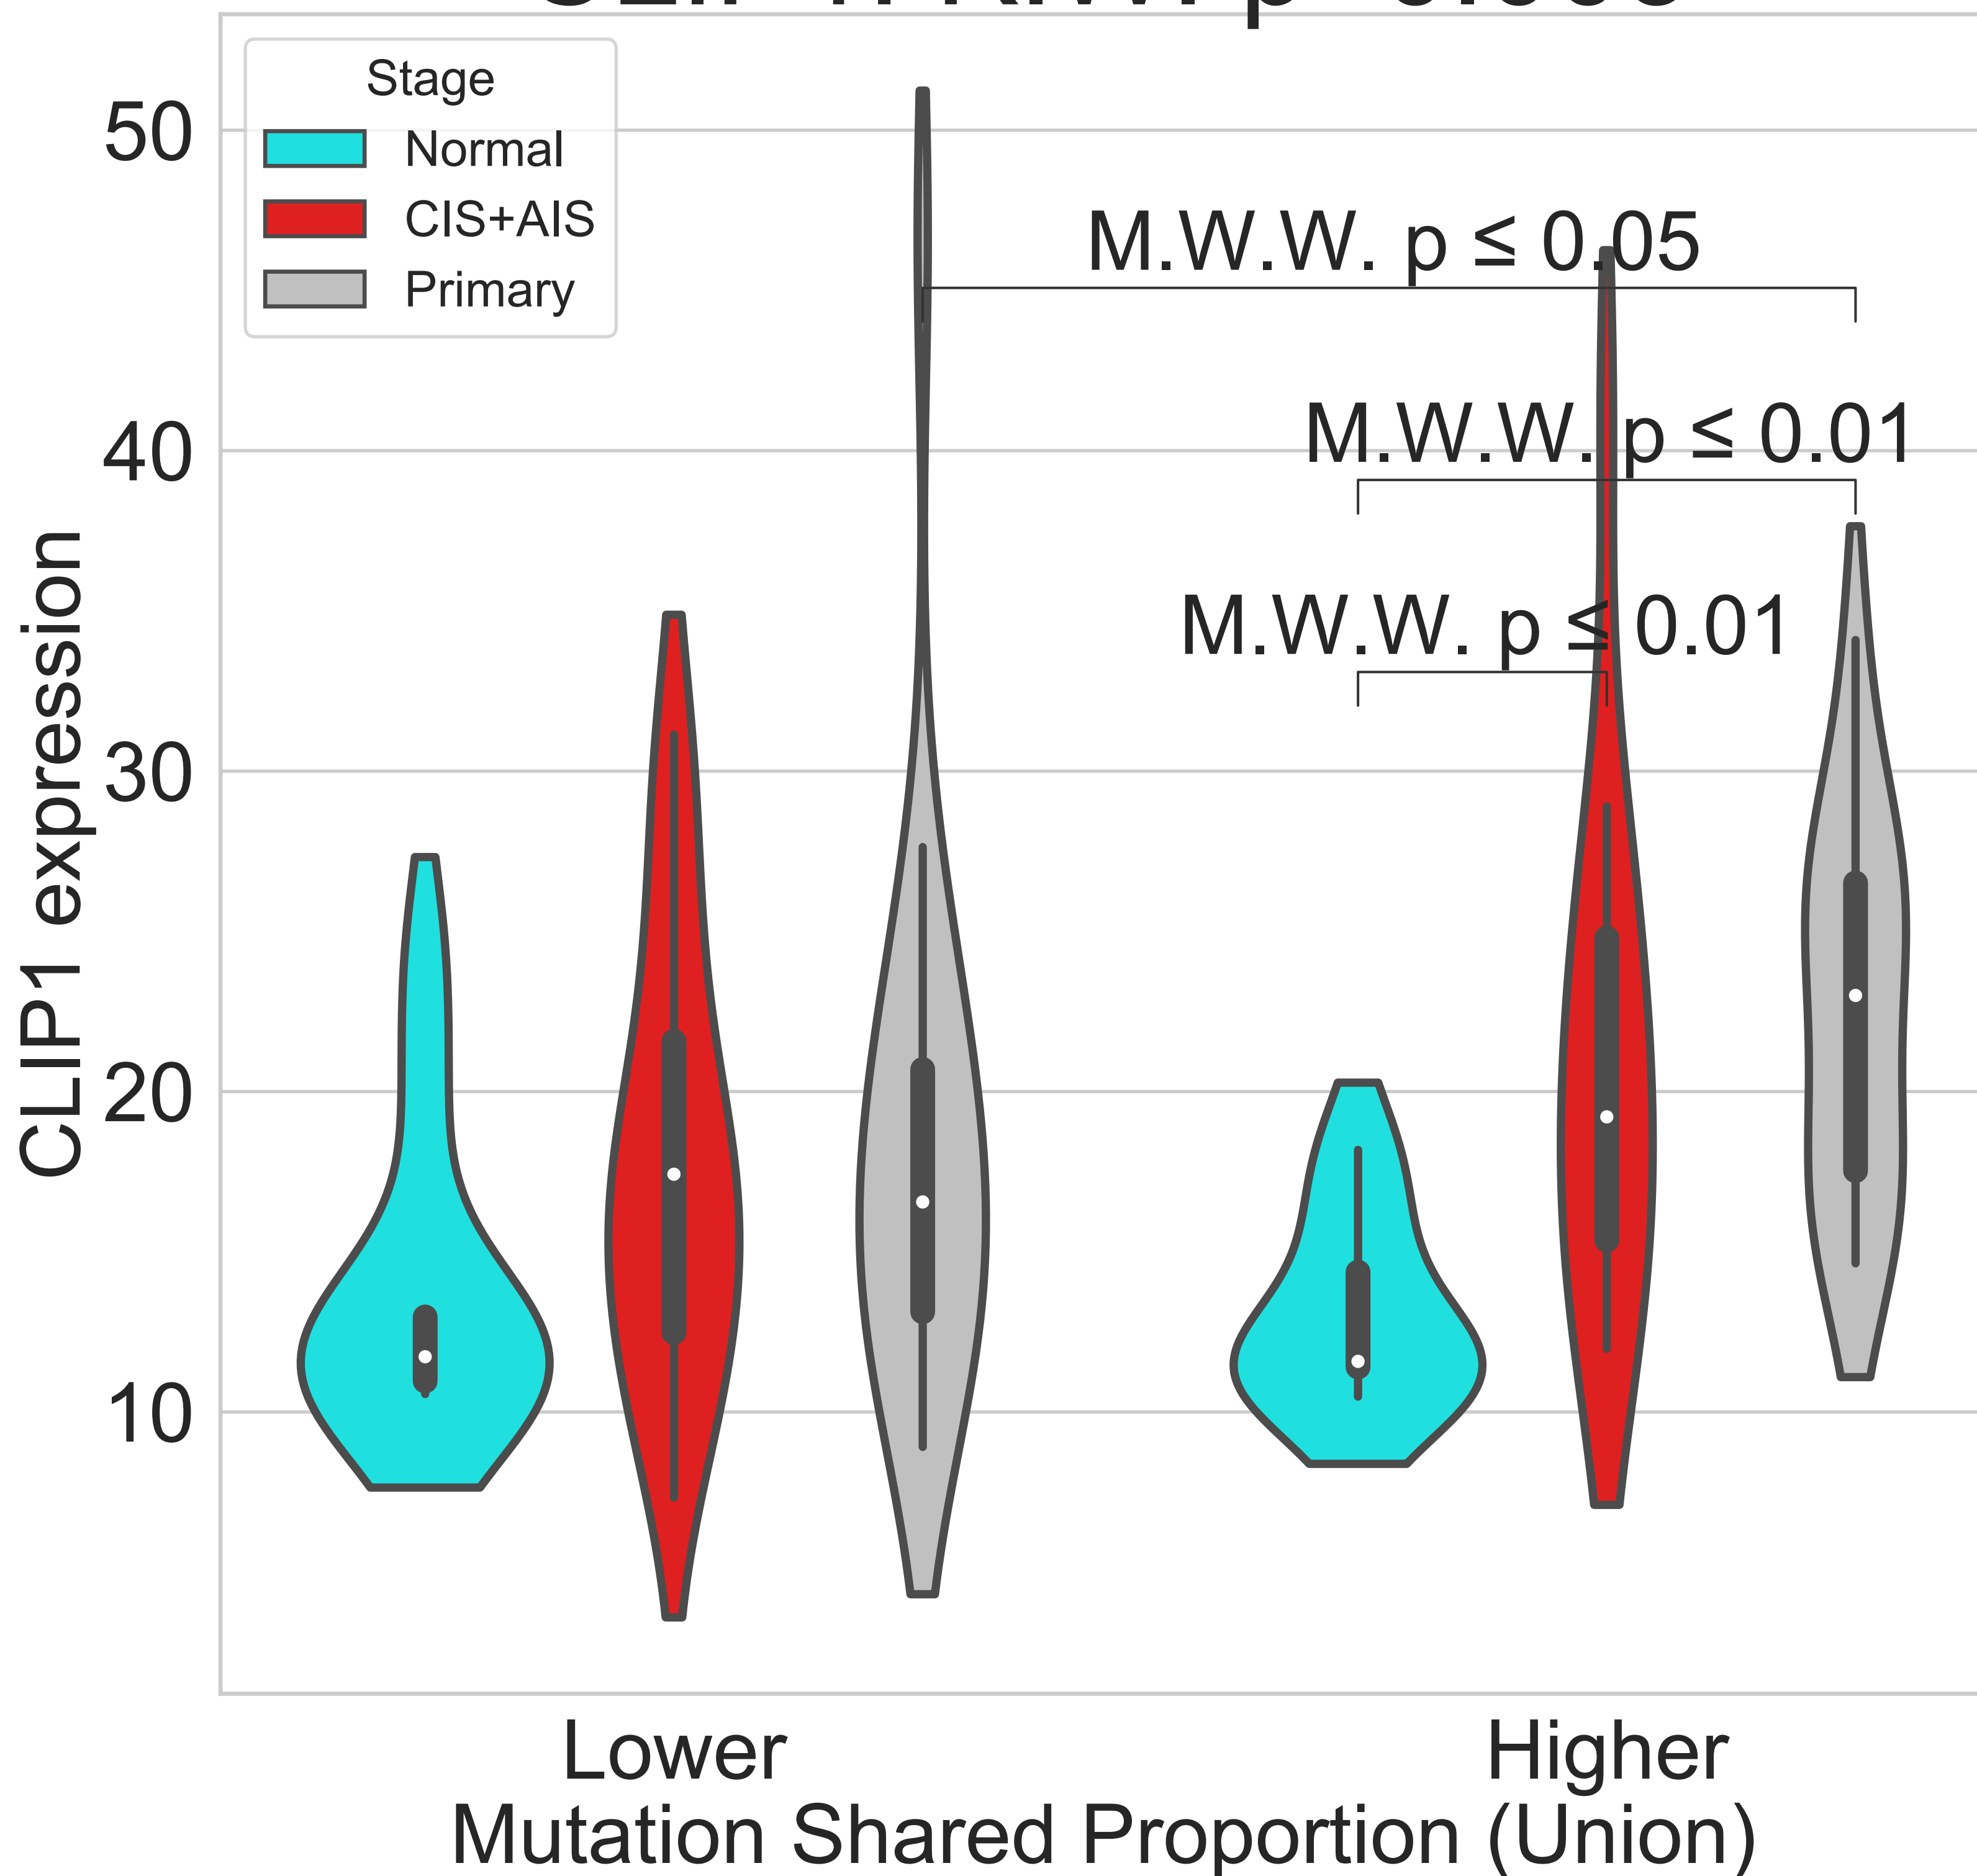 Stage
Normal
CIS+AIS
Primary
M.W.W. p ≤ 0.05
M.W.W. p ≤ 0.01
M.W.W. p ≤ 0.01
50
40
30
20
10
CLIP1 expression
Lower
Higher
Mutation Shared Proportion (Union)